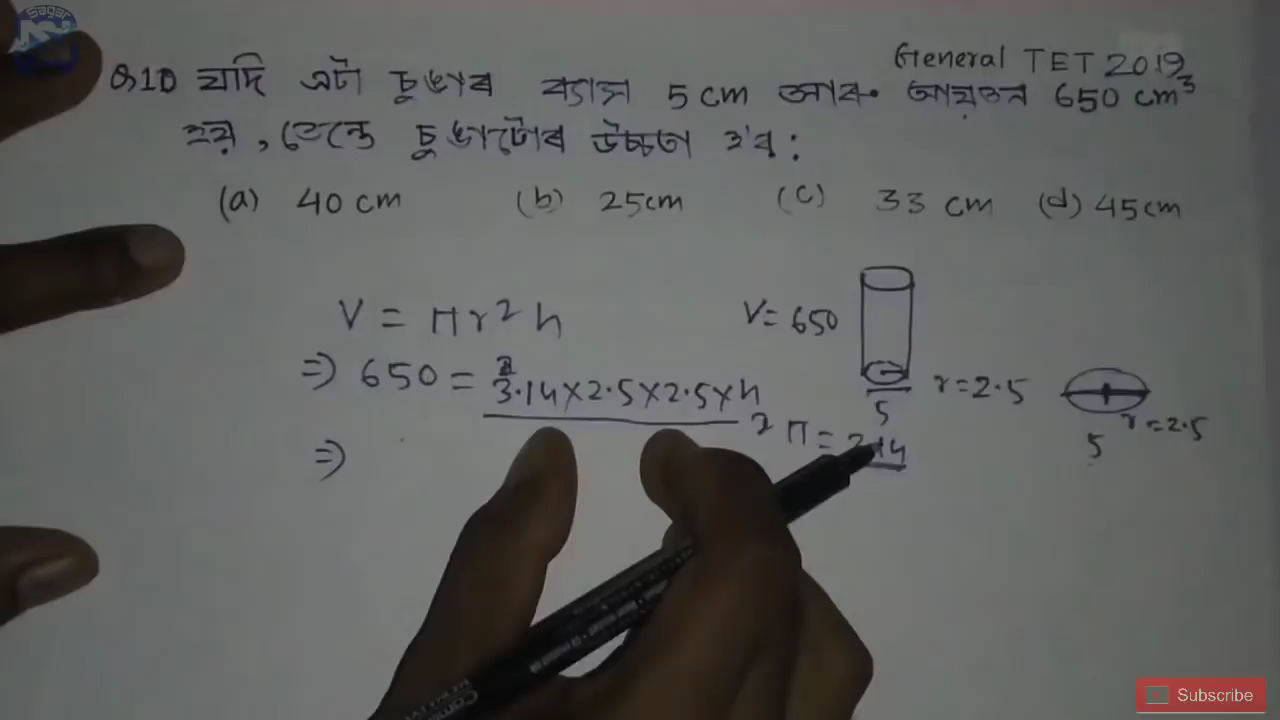 Sagar
General TET 2019
Q10 যদি এটা চুঙাৰ ব্যাস 5 cm আৰু আয়তন 650 cm³
হয়, তেন্তে চুঙাটোৰ উচ্চতা হ'ব :
(a) 40 cm (b) 25cm (c) 33 cm (d) 45cm
V = πr²h
V = 650
⇒ 650 = 3.14×2.5×2.5×h
5
r = 2.5
r = 2.5
5
π = 3.14
⇒
Subscribe